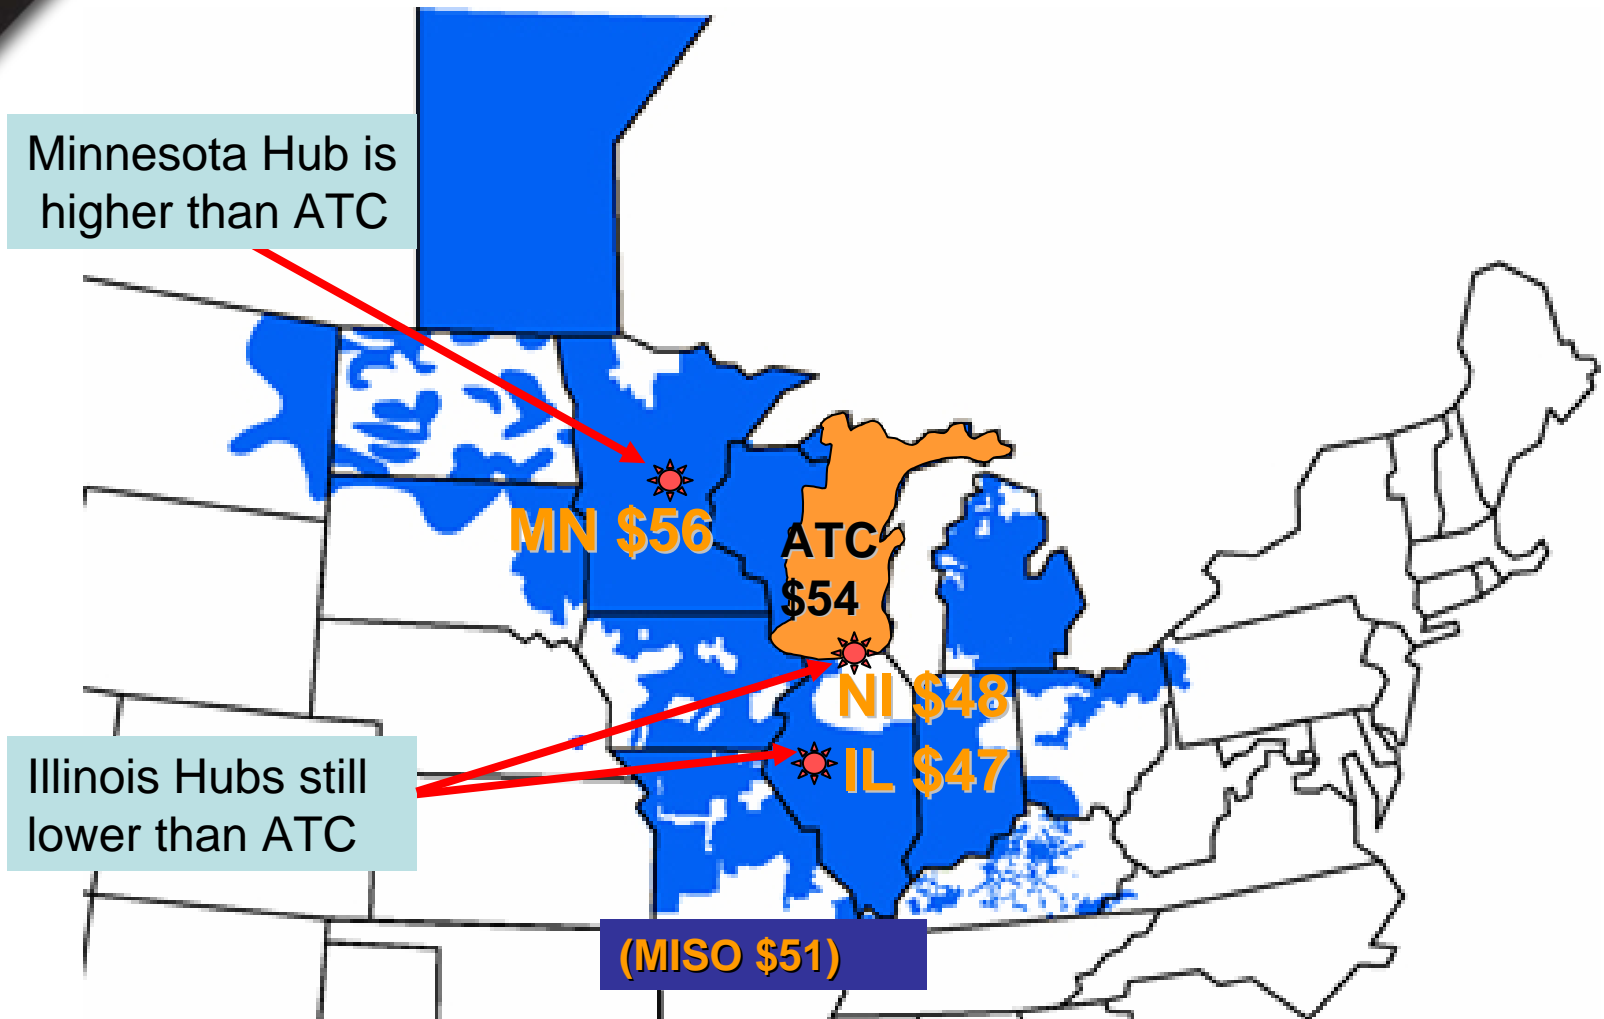 Minnesota Hub is
higher than ATC
MN $56
ATC
$54
NI $48
IL $47
Illinois Hubs still
lower than ATC
(MISO $51)